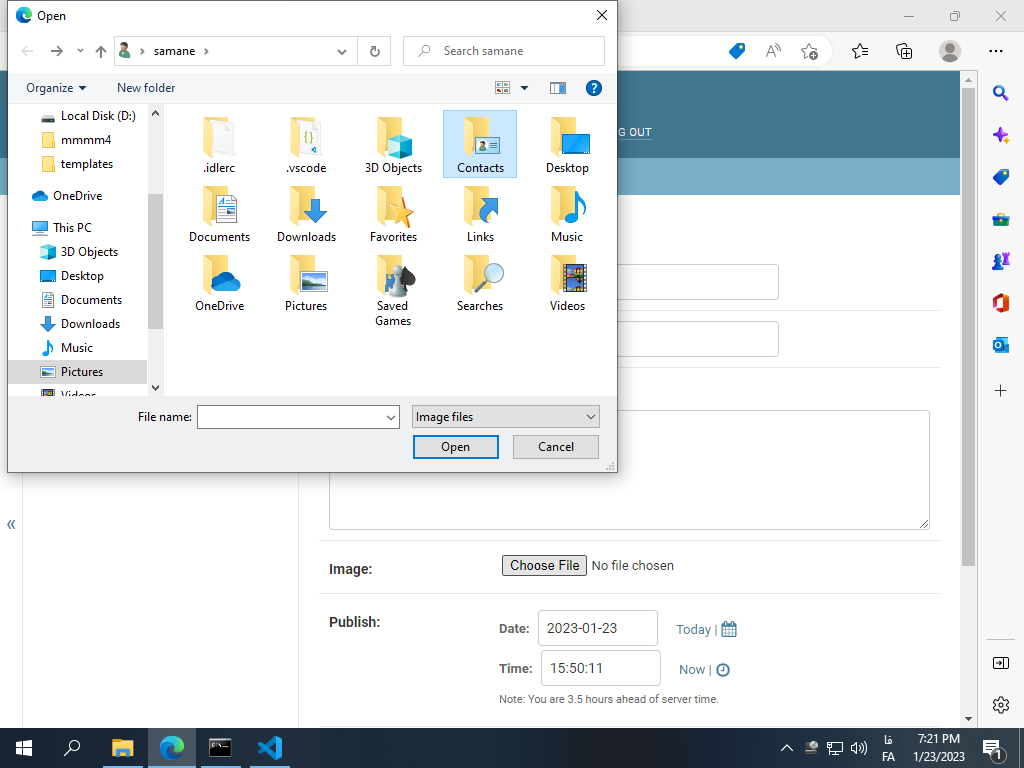 Open
samane
Search samane
Organize
New folder
Local Disk (D:)
mmmm4
templates
OneDrive
This PC
3D Objects
Desktop
Documents
Downloads
Music
Pictures
Videos
.idlerc
.vscode
3D Objects
Contacts
Desktop
Documents
Downloads
Favorites
Links
Music
OneDrive
Pictures
Saved
Games
Searches
Videos
File name:
Image files
Open
Cancel
G OUT
Image:
Choose File No file chosen
Publish:
Date: 2023-01-23 Today |
Time: 15:50:11 Now |
Note: You are 3.5 hours ahead of server time.
فا
FA
7:21 PM
1/23/2023
1